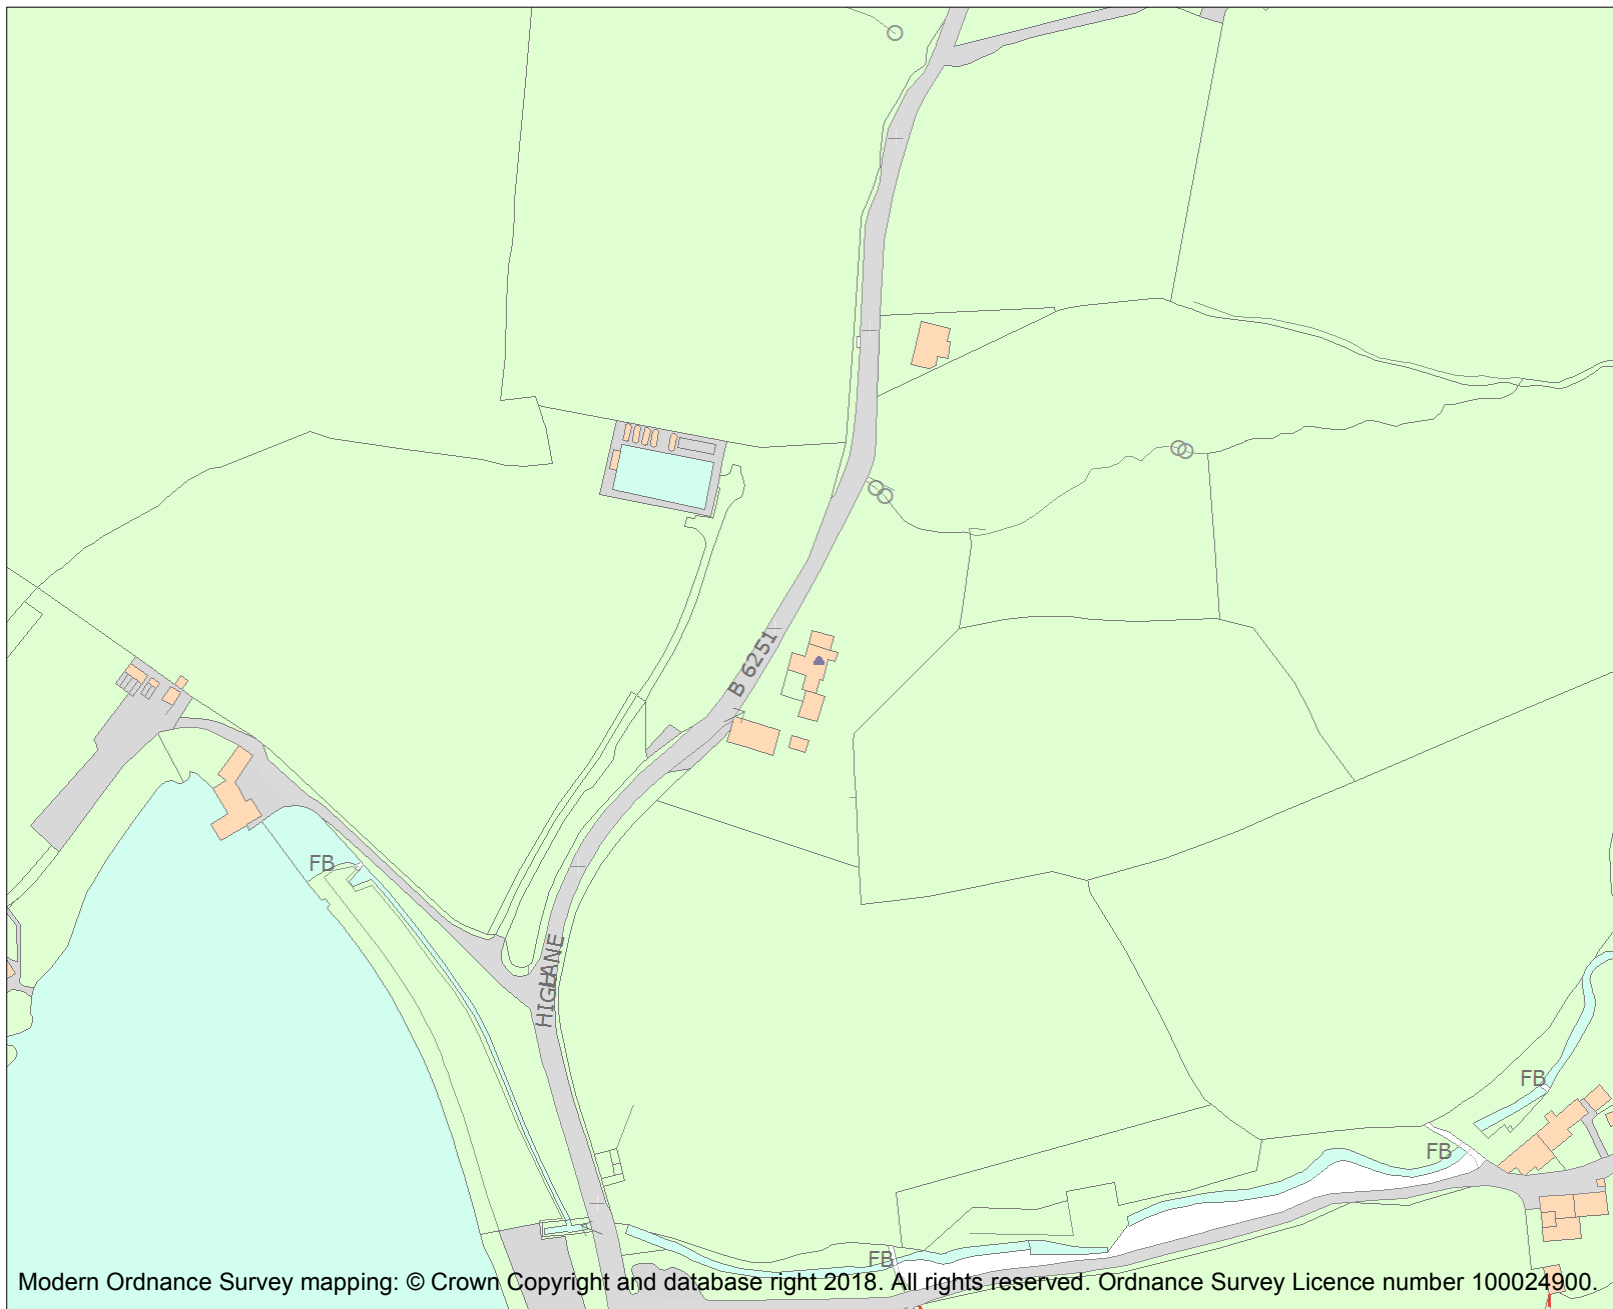 B 6251
FB
HIGH LANE
FB
FB
FB
Modern Ordnance Survey mapping: © Crown Copyright and database right 2018. All rights reserved. Ordnance Survey Licence number 100024900.